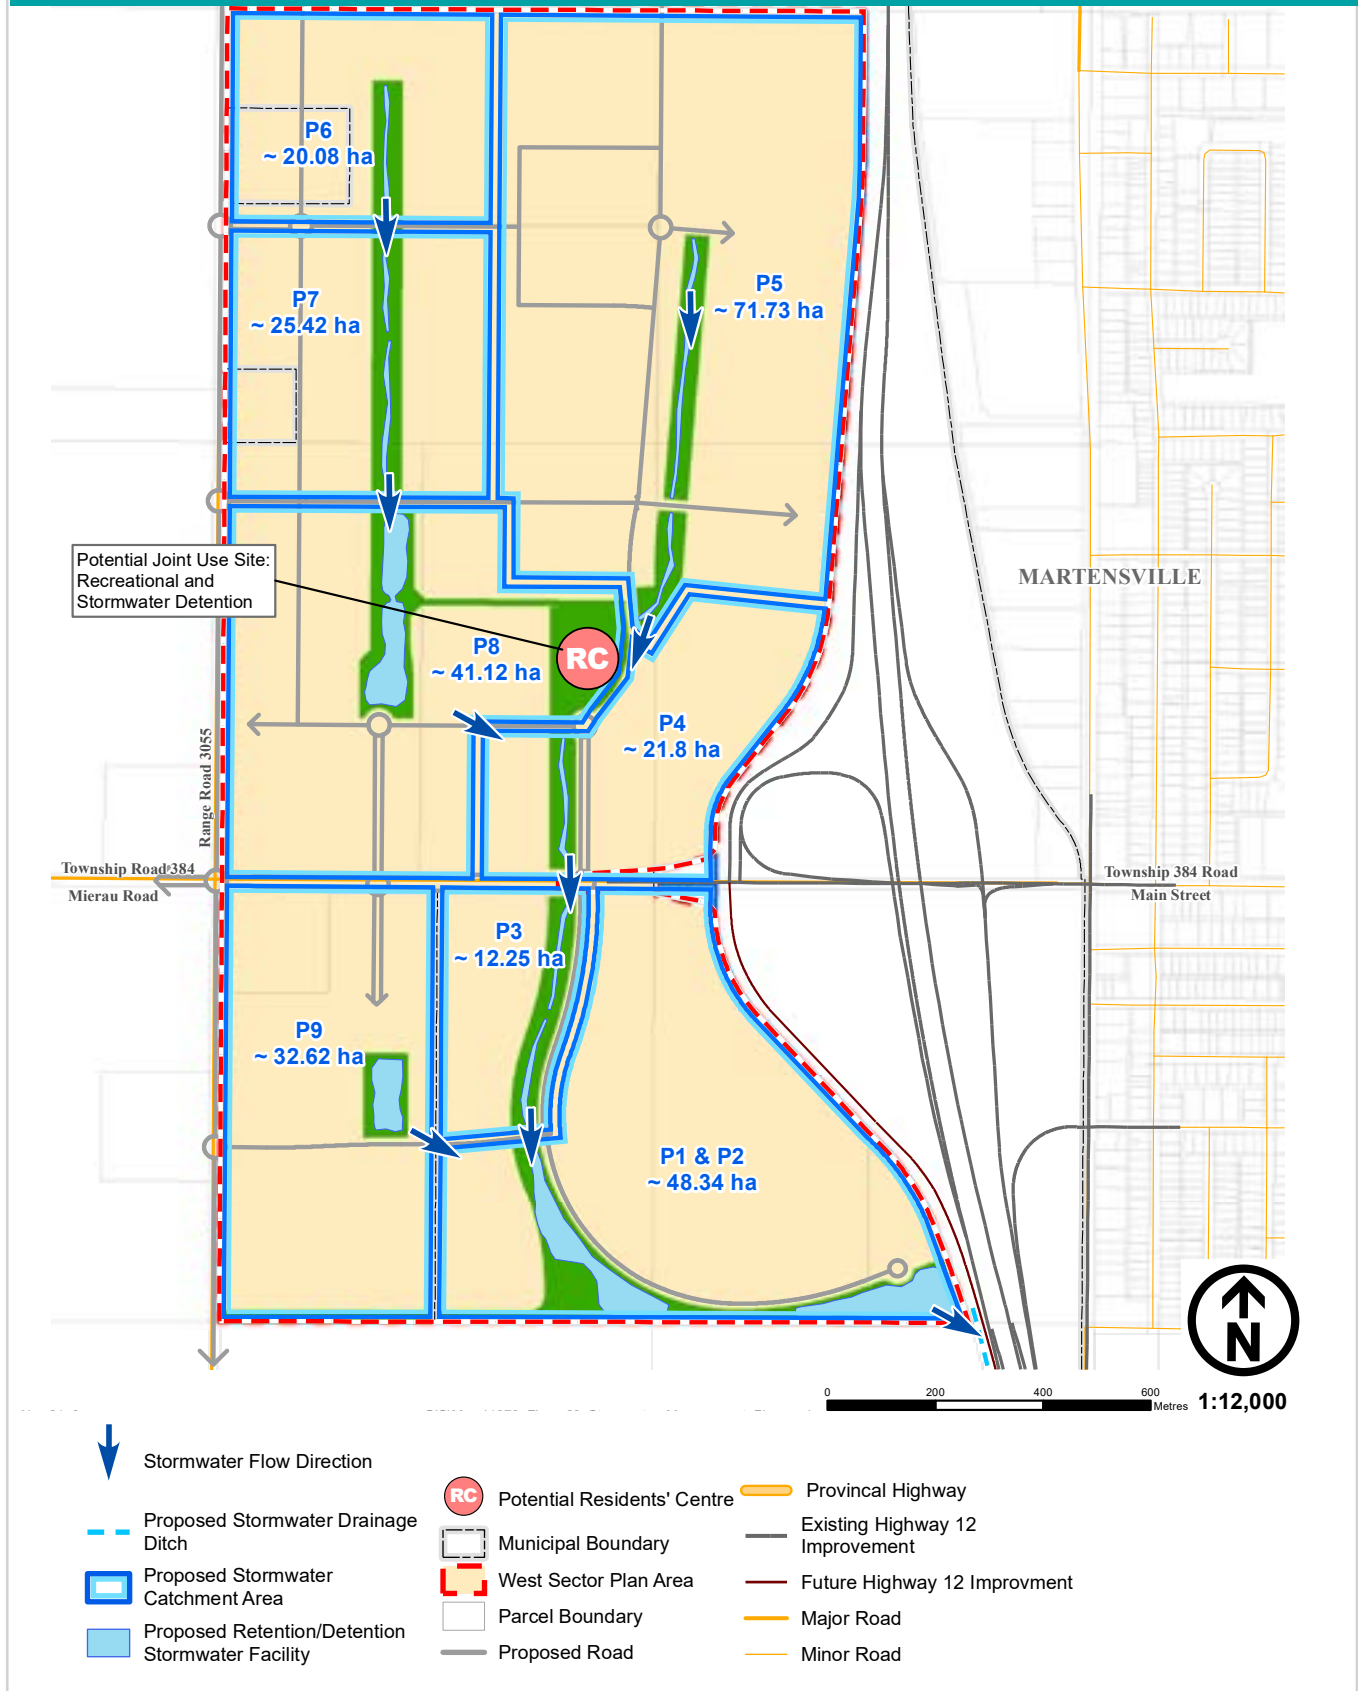 P6
~ 20.08 ha
P7
~ 25.42 ha
P5
~ 71.73 ha
Potential Joint Use Site:
Recreational and
Stormwater Detention
MARTENSVILLE
P8
~ 41.12 ha
RC
P4
~ 21.8 ha
Range Road 3055
Township Road 384
Mierau Road
Township 384 Road
Main Street
P3
~ 12.25 ha
P9
~ 32.62 ha
P1 & P2
~ 48.34 ha
N
0 200 400 600
Metres
1:12,000
Stormwater Flow Direction
Proposed Stormwater Drainage
Ditch
Proposed Stormwater
Catchment Area
Proposed Retention/Detention
Stormwater Facility
RC
Potential Residents' Centre
Municipal Boundary
West Sector Plan Area
Parcel Boundary
Proposed Road
Provincal Highway
Existing Highway 12
Improvement
Future Highway 12 Improvment
Major Road
Minor Road